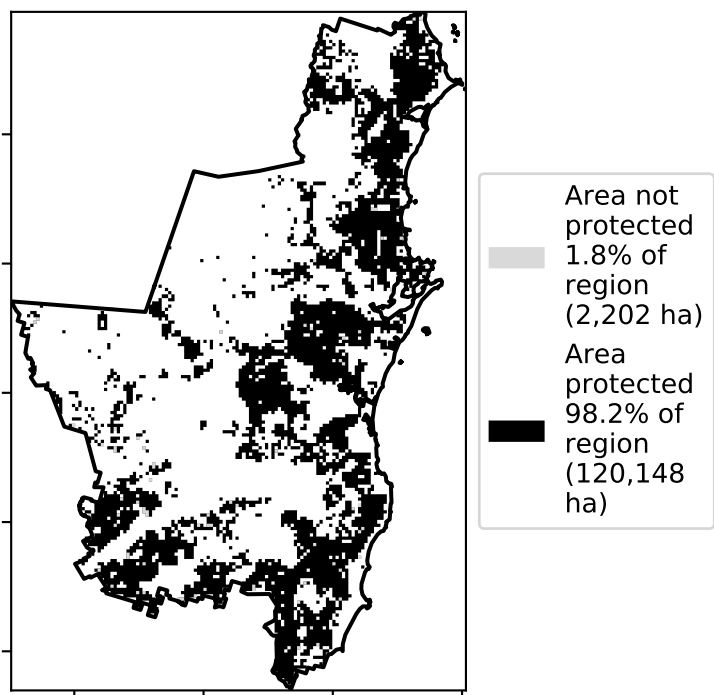 Area not
protected
1.8% of
region
(2,202 ha)
Area
protected
98.2% of
region
(120,148
ha)